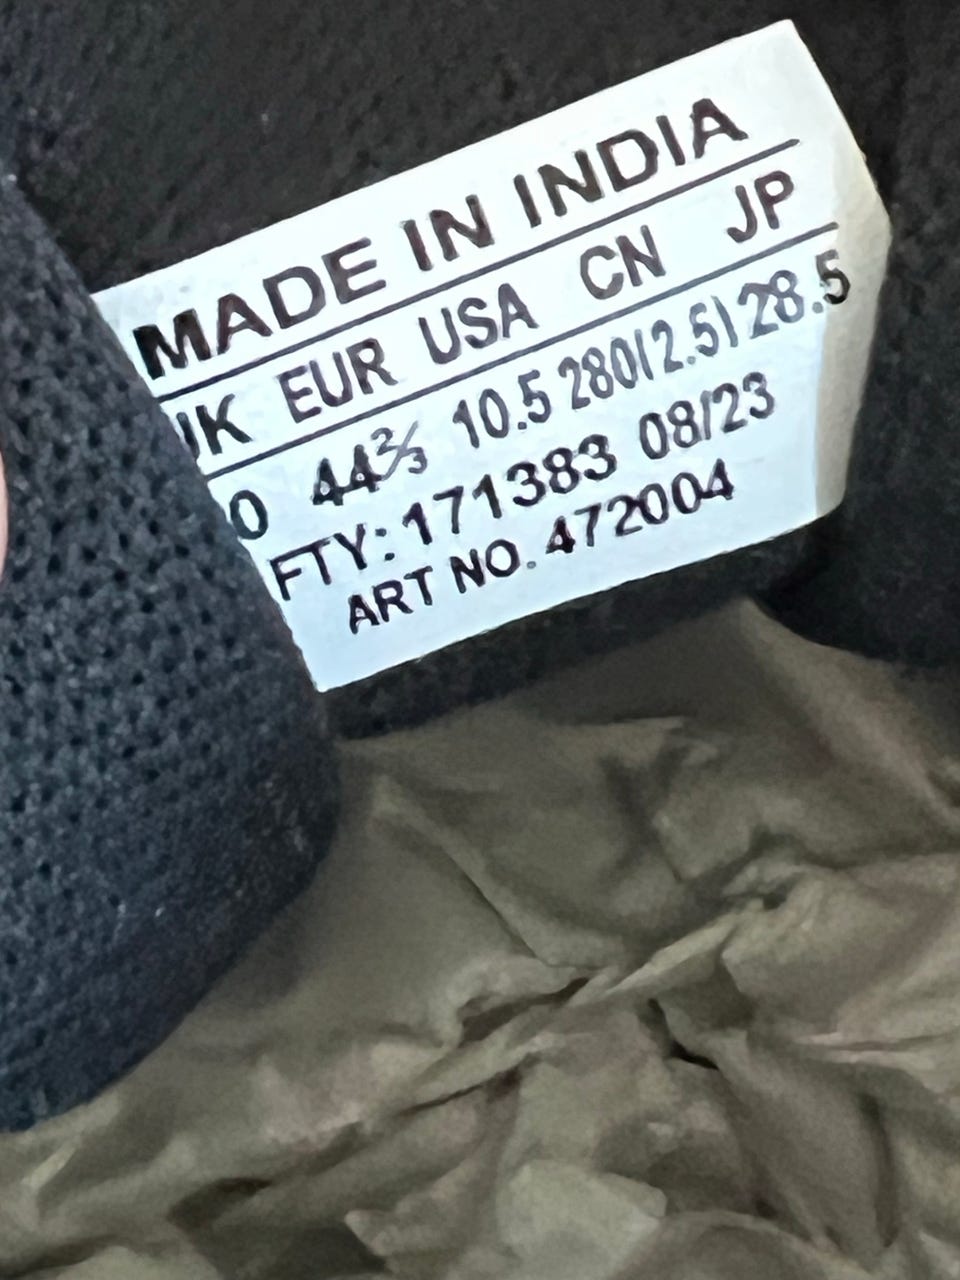 MADE IN INDIA
UK EUR USA CN JP
0 44⅔ 10.5 280(2.5) 28.5
FTY: 171383 08/23
ART NO. 472004